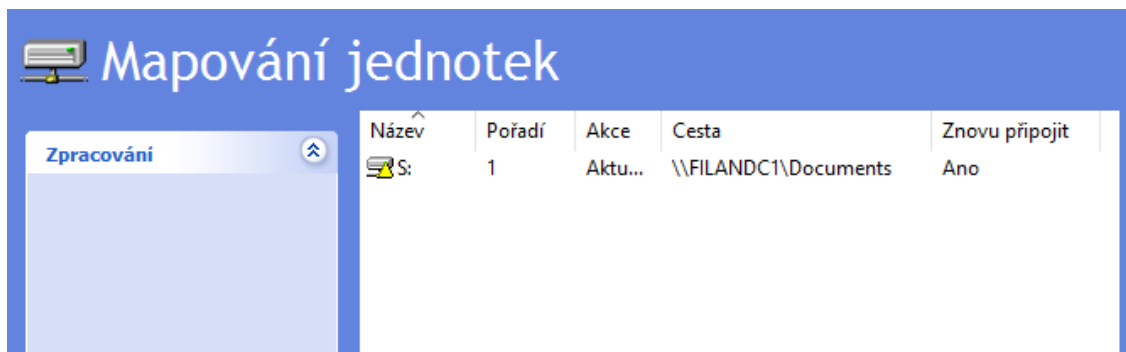 Mapování jednotek
Zpracování
Název Pořadí Akce Cesta Znovu připojit
S: 1 Aktu... \\FILANDC1\Documents Ano